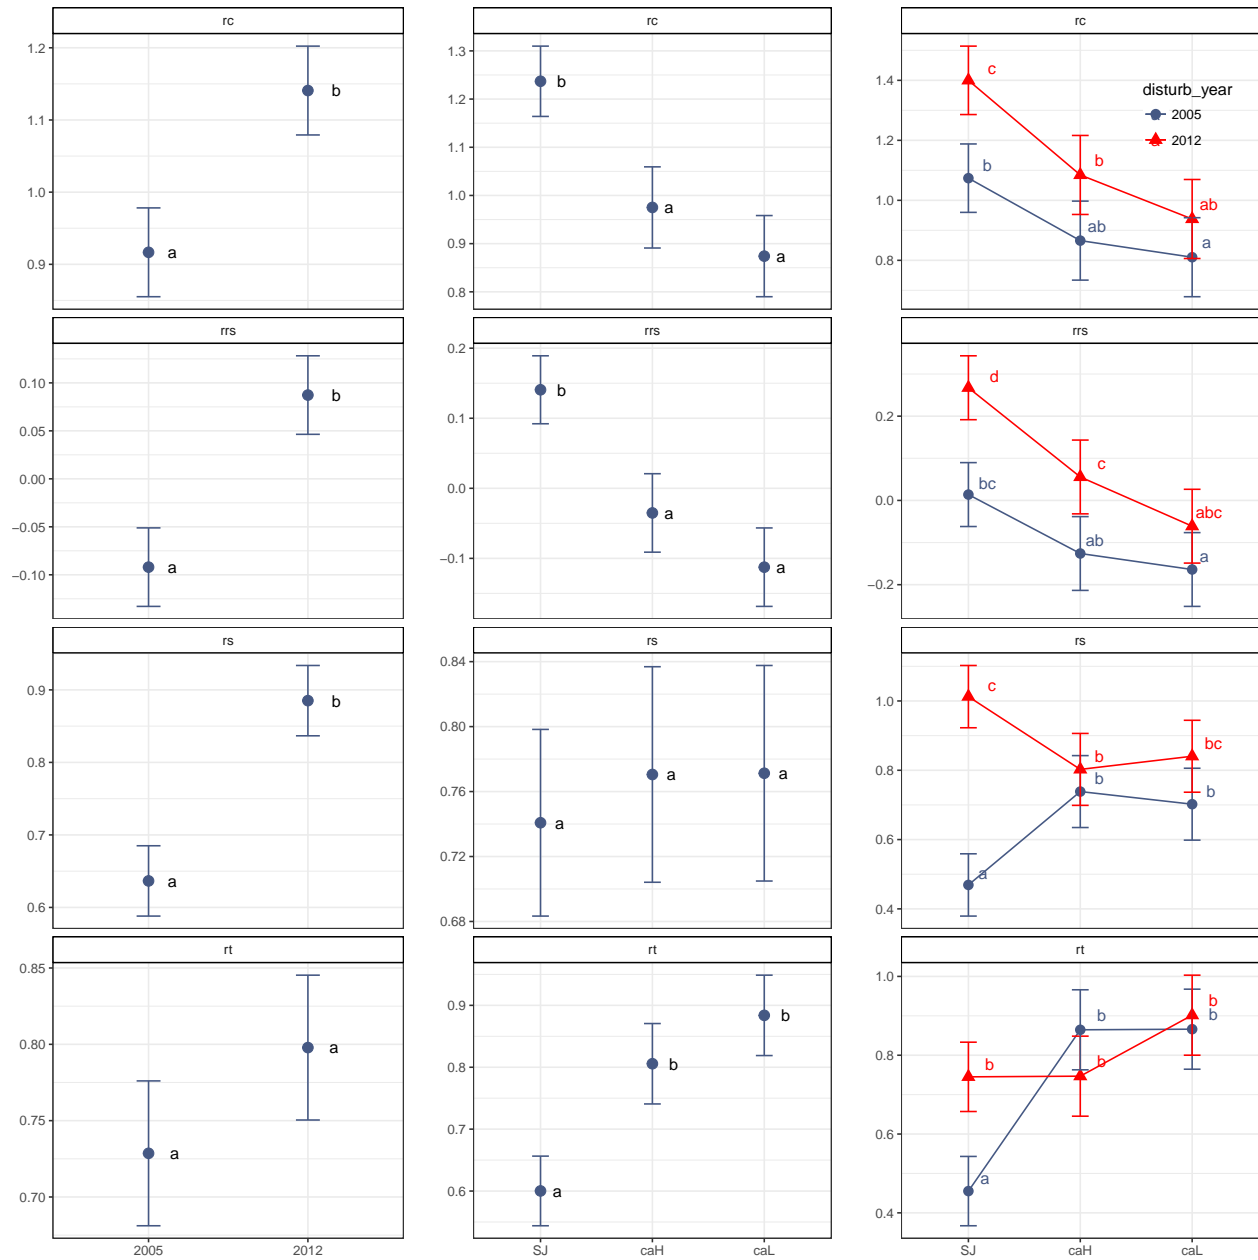 rc
1.2
1.1
1.0
0.9
b
a
rc
1.3
1.2
1.1
1.0
0.9
0.8
b
a
a
rc
1.4
1.2
1.0
0.8
c
b
ab
b
ab
a
disturb_year
2005
2012
a
rrs
0.10
0.05
0.00
−0.05
−0.10
b
a
rrs
0.2
0.1
0.0
−0.1
b
a
a
rrs
0.2
0.0
−0.2
d
c
abc
bc
ab
a
rs
0.9
0.8
0.7
0.6
b
a
rs
0.84
0.80
0.76
0.72
0.68
a
a
a
rs
1.0
0.8
0.6
0.4
c
b
bc
b
b
a
rt
0.85
0.80
0.75
0.70
a
a
2005
2012
rt
0.9
0.8
0.7
0.6
b
b
a
SJ
caH
caL
rt
1.0
0.8
0.6
0.4
b
b
b
b
b
a
SJ
caH
caL